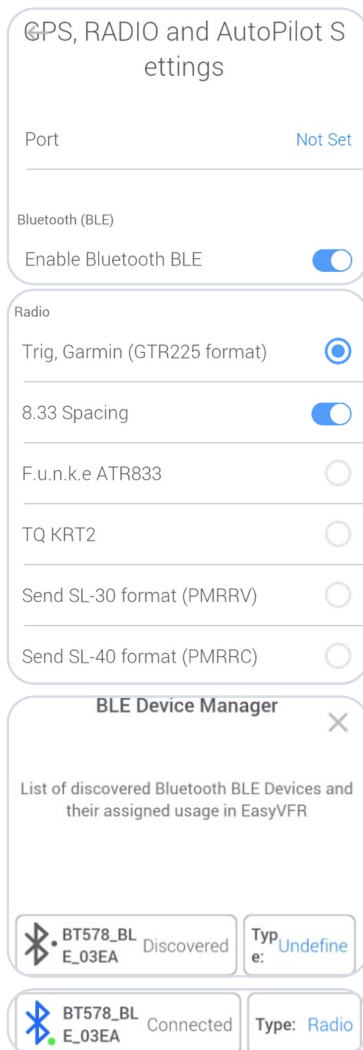 GPS, RADIO and AutoPilot S
ettings
Port Not Set
Bluetooth (BLE)
Enable Bluetooth BLE
Radio
Trig, Garmin (GTR225 format)
8.33 Spacing
F.u.n.k.e ATR833
TQ KRT2
Send SL-30 format (PMRRV)
Send SL-40 format (PMRRC)
BLE Device Manager
List of discovered Bluetooth BLE Devices and
their assigned usage in EasyVFR
BT578_BL
E_03EA Discovered Typ
e: Undefine
BT578_BL
E_03EA Connected Type: Radio